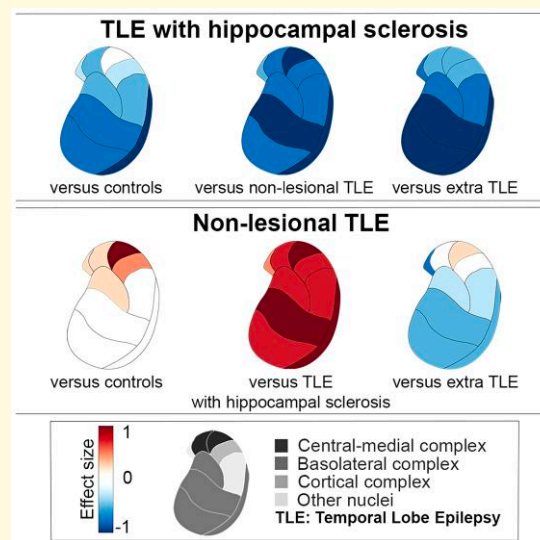 TLE with hippocampal sclerosis
versus controls
versus non-lesional TLE
versus extra TLE
Non-lesional TLE
versus controls
versus TLE
with hippocampal sclerosis
versus extra TLE
Effect size
1
0
-1
Central-medial complex
Basolateral complex
Cortical complex
Other nuclei
TLE: Temporal Lobe Epilepsy